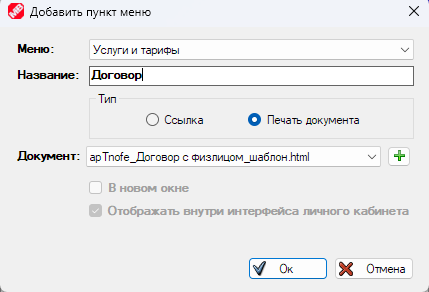 Добавить пункт меню
Меню: Услуги и тарифы
Название: Договор
Тип
Ссылка Печать документа
Документ: apTnofe_Договор с физлицом_шаблон.html
В новом окне
Отображать внутри интерфейса личного кабинета
Ок Отмена